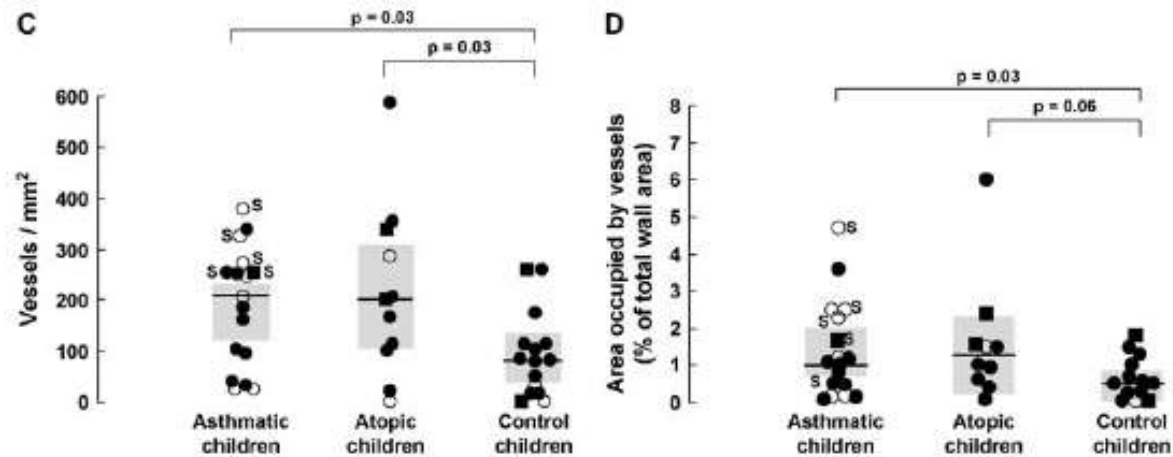 C
p = 0.03
p = 0.03
Vessels / mm²
600
500
400
300
200
100
0
S
S
S
S
S
Asthmatic
children
Atopic
children
Control
children
D
p = 0.03
p = 0.06
Area occupied by vessels
(% of total wall area)
8
7
6
5
4
3
2
1
0
S
S
S
S
S
Asthmatic
children
Atopic
children
Control
children